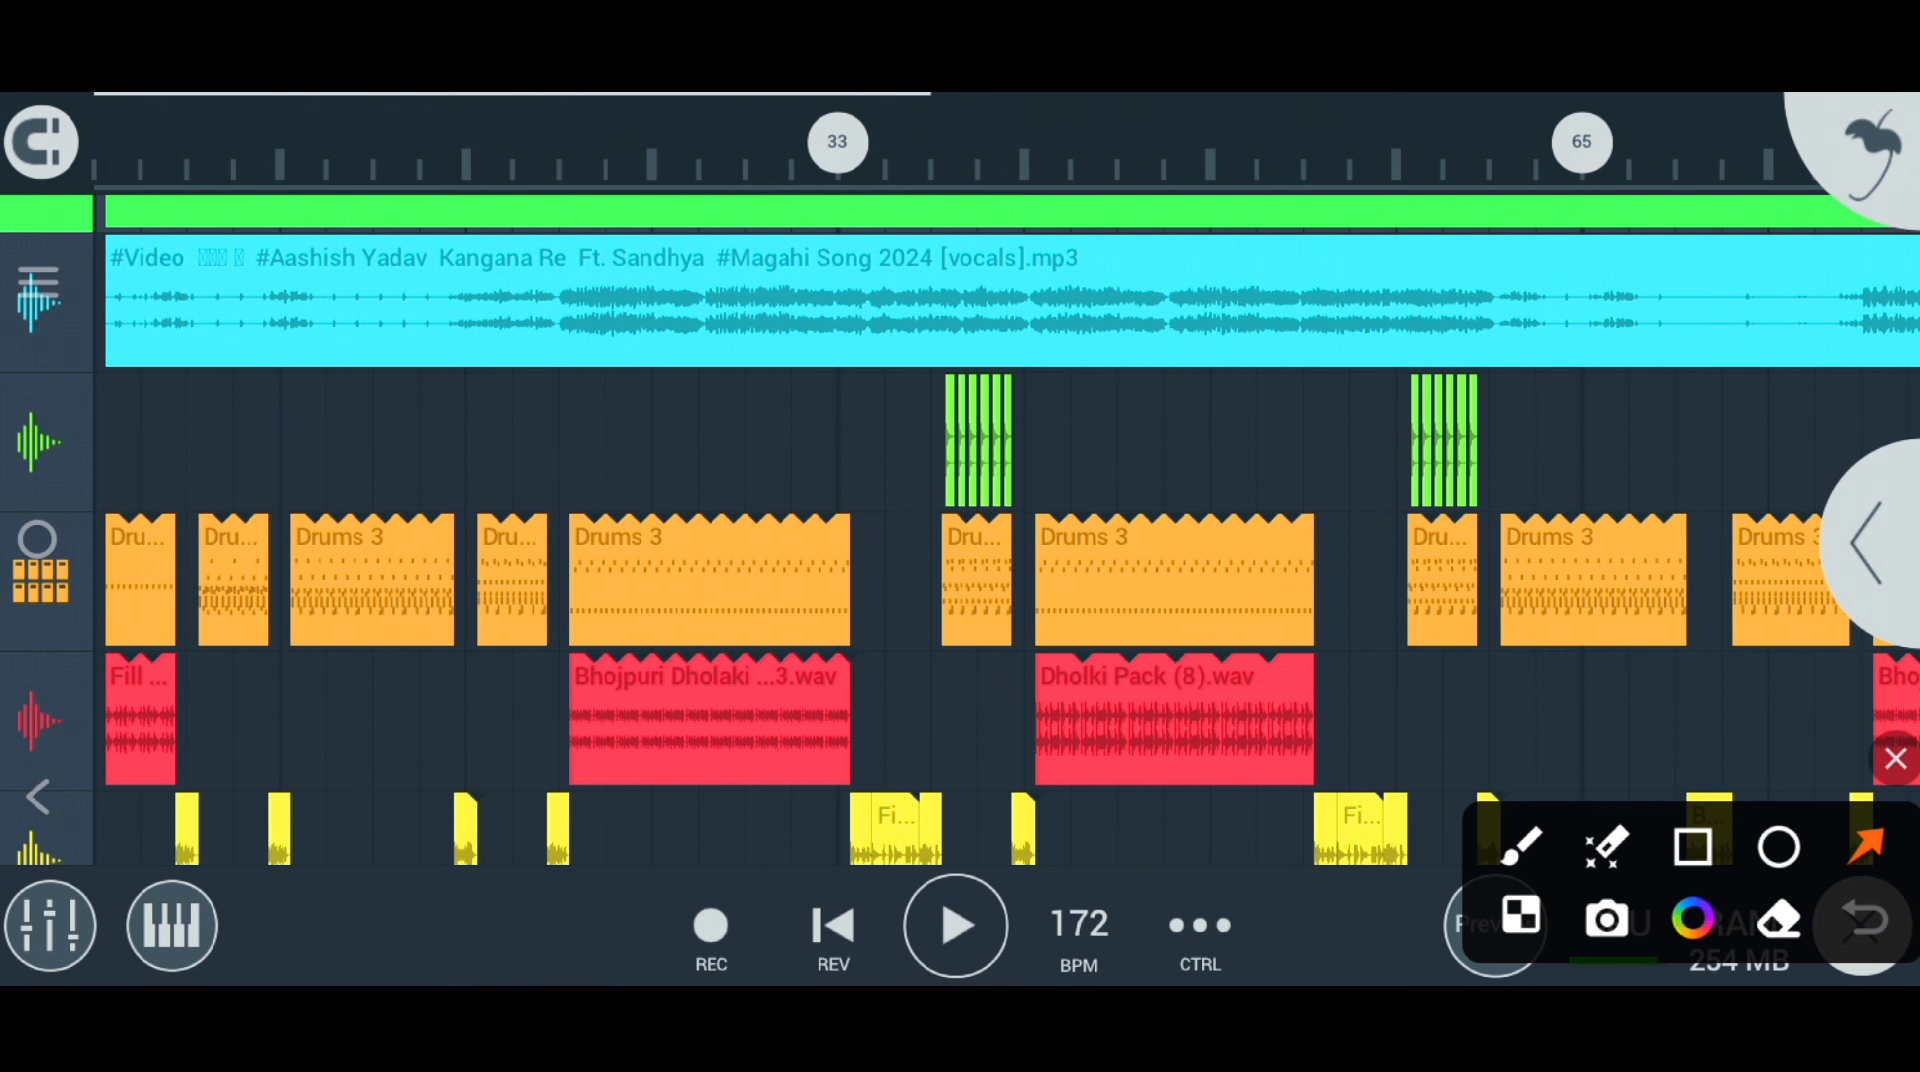 33
65
#Video #Aashish Yadav Kangana Re Ft. Sandhya #Magahi Song 2024 [vocals].mp3
Dru...
Dru...
Drums 3
Dru...
Drums 3
Dru...
Drums 3
Dru...
Drums 3
Drums 3
Fill ...
Bhojpuri Dholaki ...3.wav
Dholki Pack (8).wav
Bho
Fi...
Fi...
B...
172
REC
REV
BPM
CTRL
254 MB